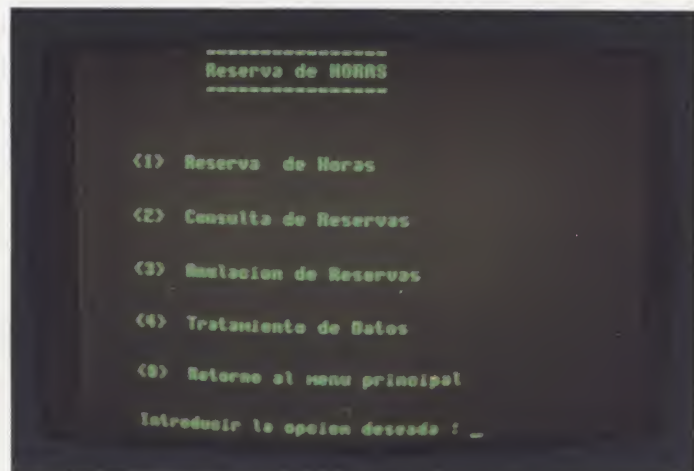 ==================
Reserva de HORAS
==================
<1> Reserva de Horas
<2> Consulta de Reservas
<3> Anulacion de Reservas
<4> Tratamiento de Datos
<9> Retorno al menu principal
Introducir la opcion deseada : _